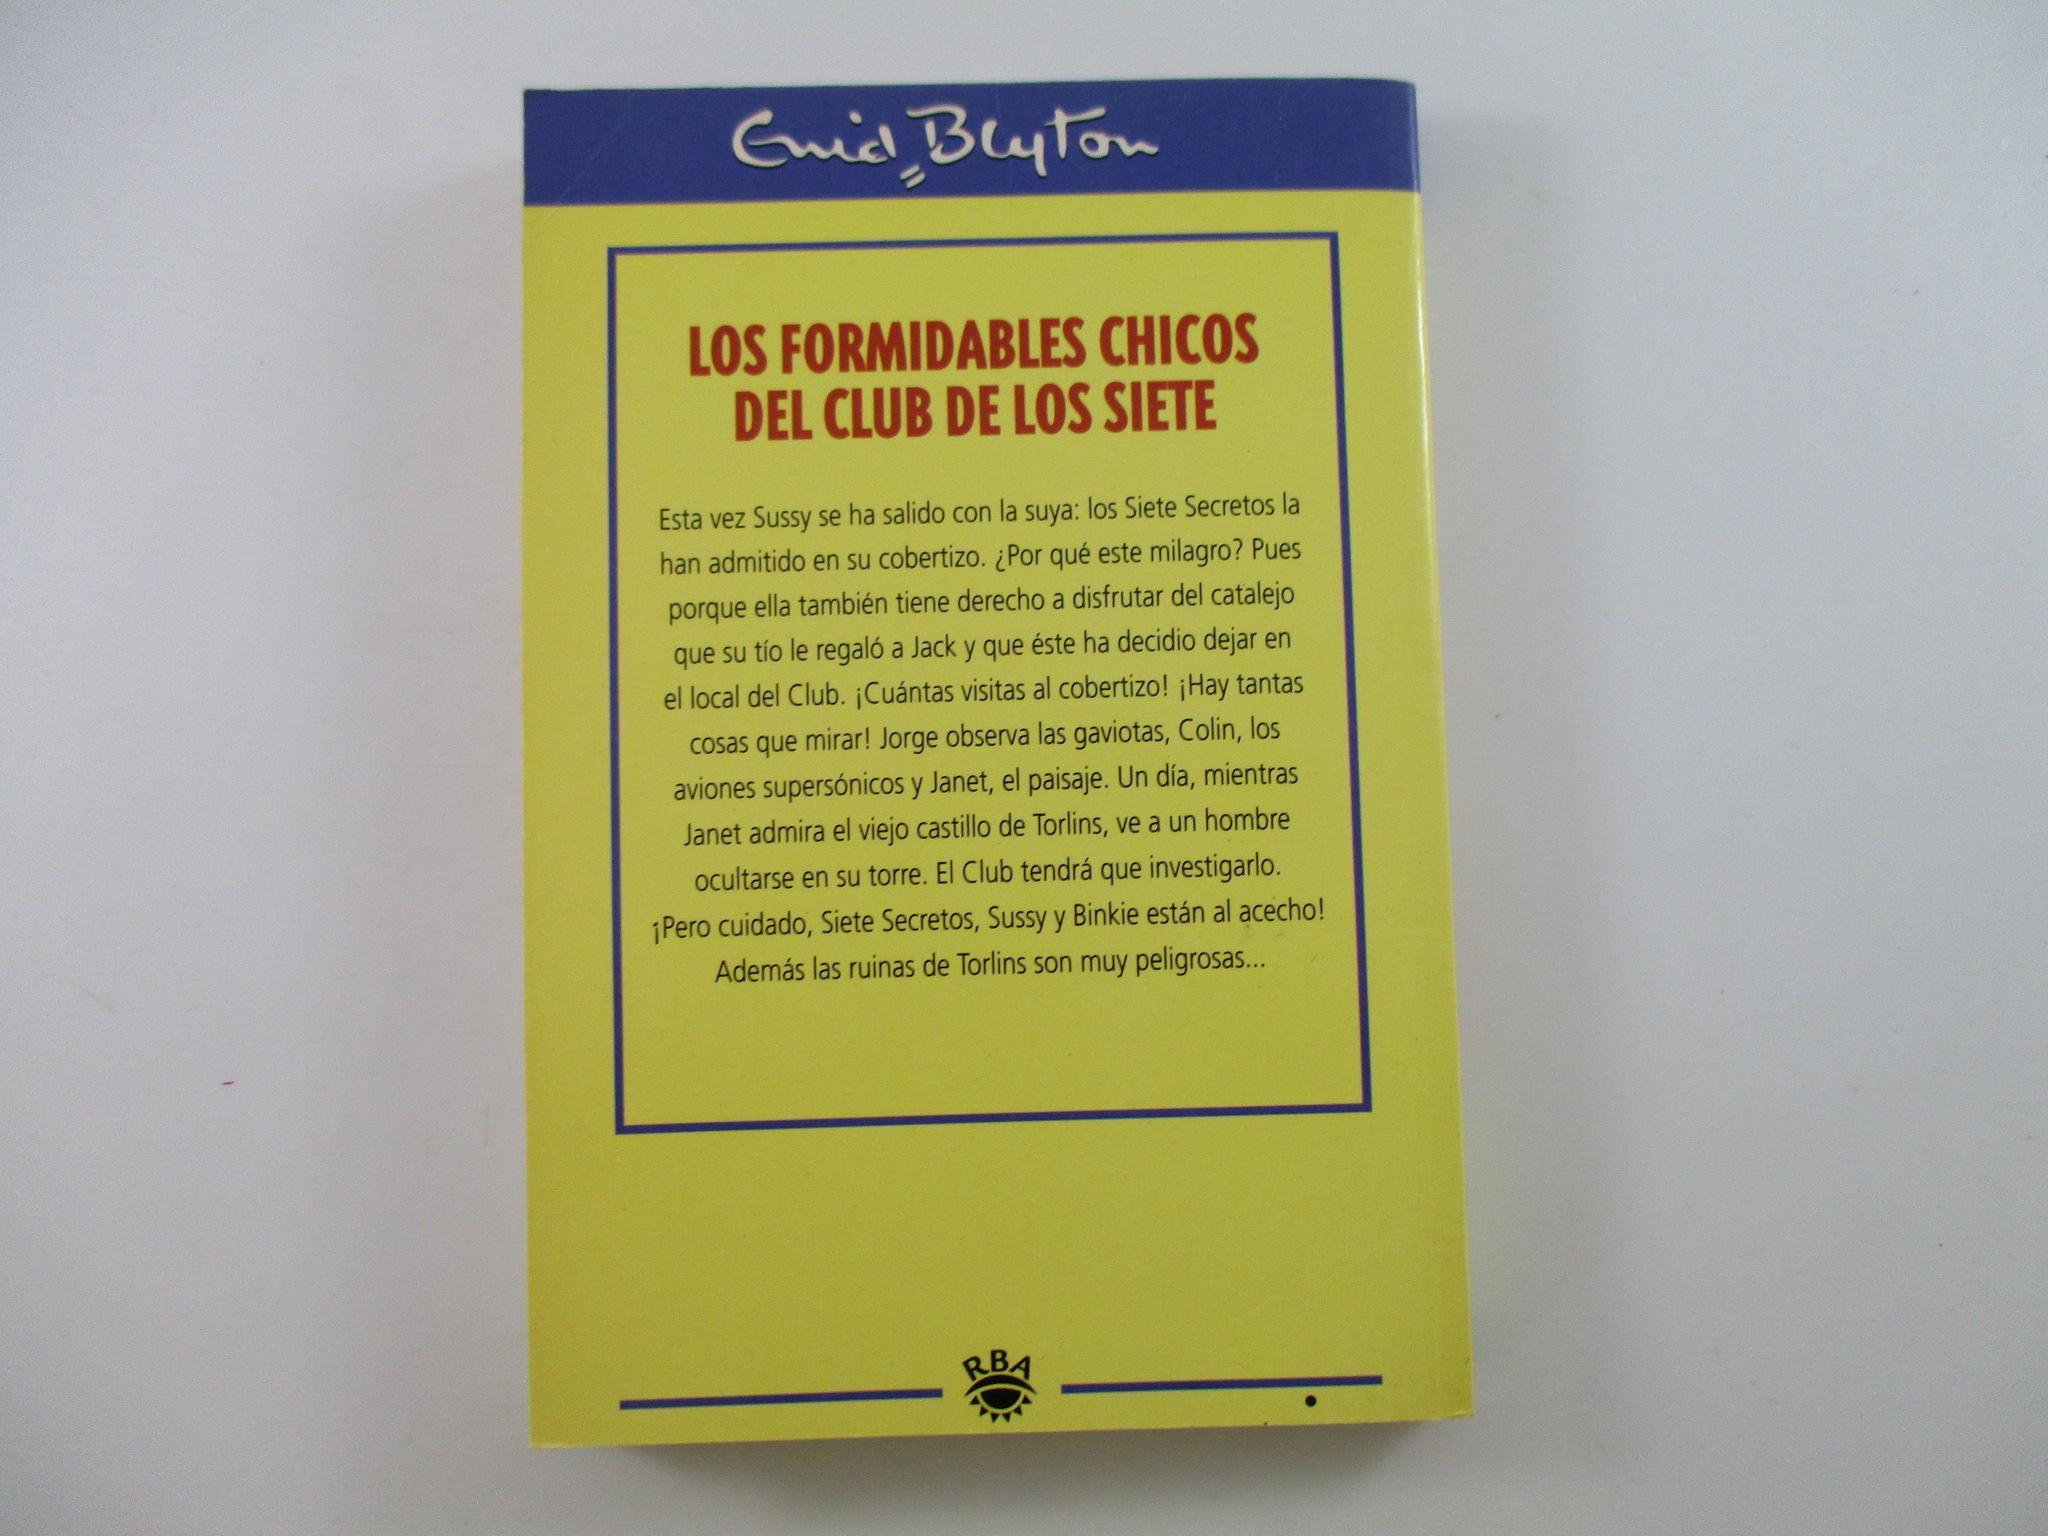 Enid Blyton
LOS FORMIDABLES CHICOS
DEL CLUB DE LOS SIETE
Esta vez Sussy se ha salido con la suya: los Siete Secretos la
han admitido en su cobertizo. ¿Por qué este milagro? Pues
porque ella también tiene derecho a disfrutar del catalejo
que su tío le regaló a Jack y que éste ha decidio dejar en
el local del Club. ¡Cuántas visitas al cobertizo! ¡Hay tantas
cosas que mirar! Jorge observa las gaviotas, Colin, los
aviones supersónicos y Janet, el paisaje. Un día, mientras
Janet admira el viejo castillo de Torlins, ve a un hombre
ocultarse en su torre. El Club tendrá que investigarlo.
¡Pero cuidado, Siete Secretos, Sussy y Binkie están al acecho!
Además las ruinas de Torlins son muy peligrosas...
RBA